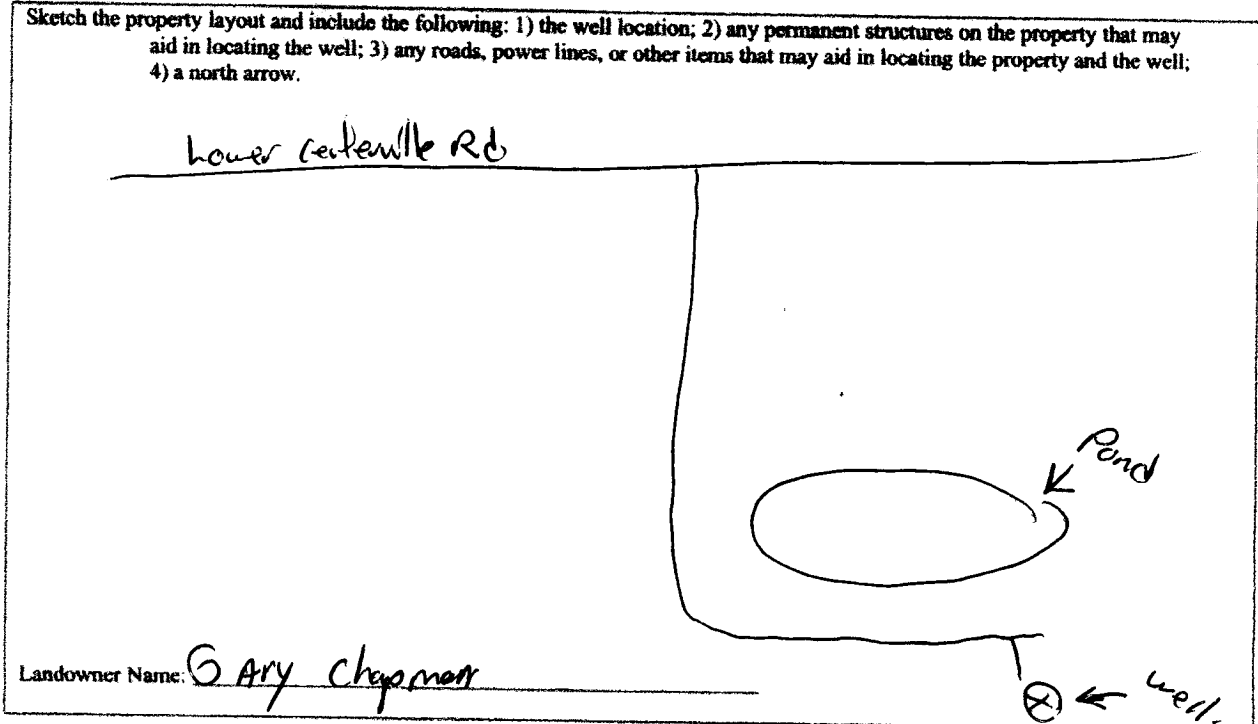 Sketch the property layout and include the following: 1) the well location; 2) any permanent structures on the property that may
aid in locating the well; 3) any roads, power lines, or other items that may aid in locating the property and the well;
4) a north arrow.
Lower Centerville Rd
Pond
well
Landowner Name: GAry Chapman